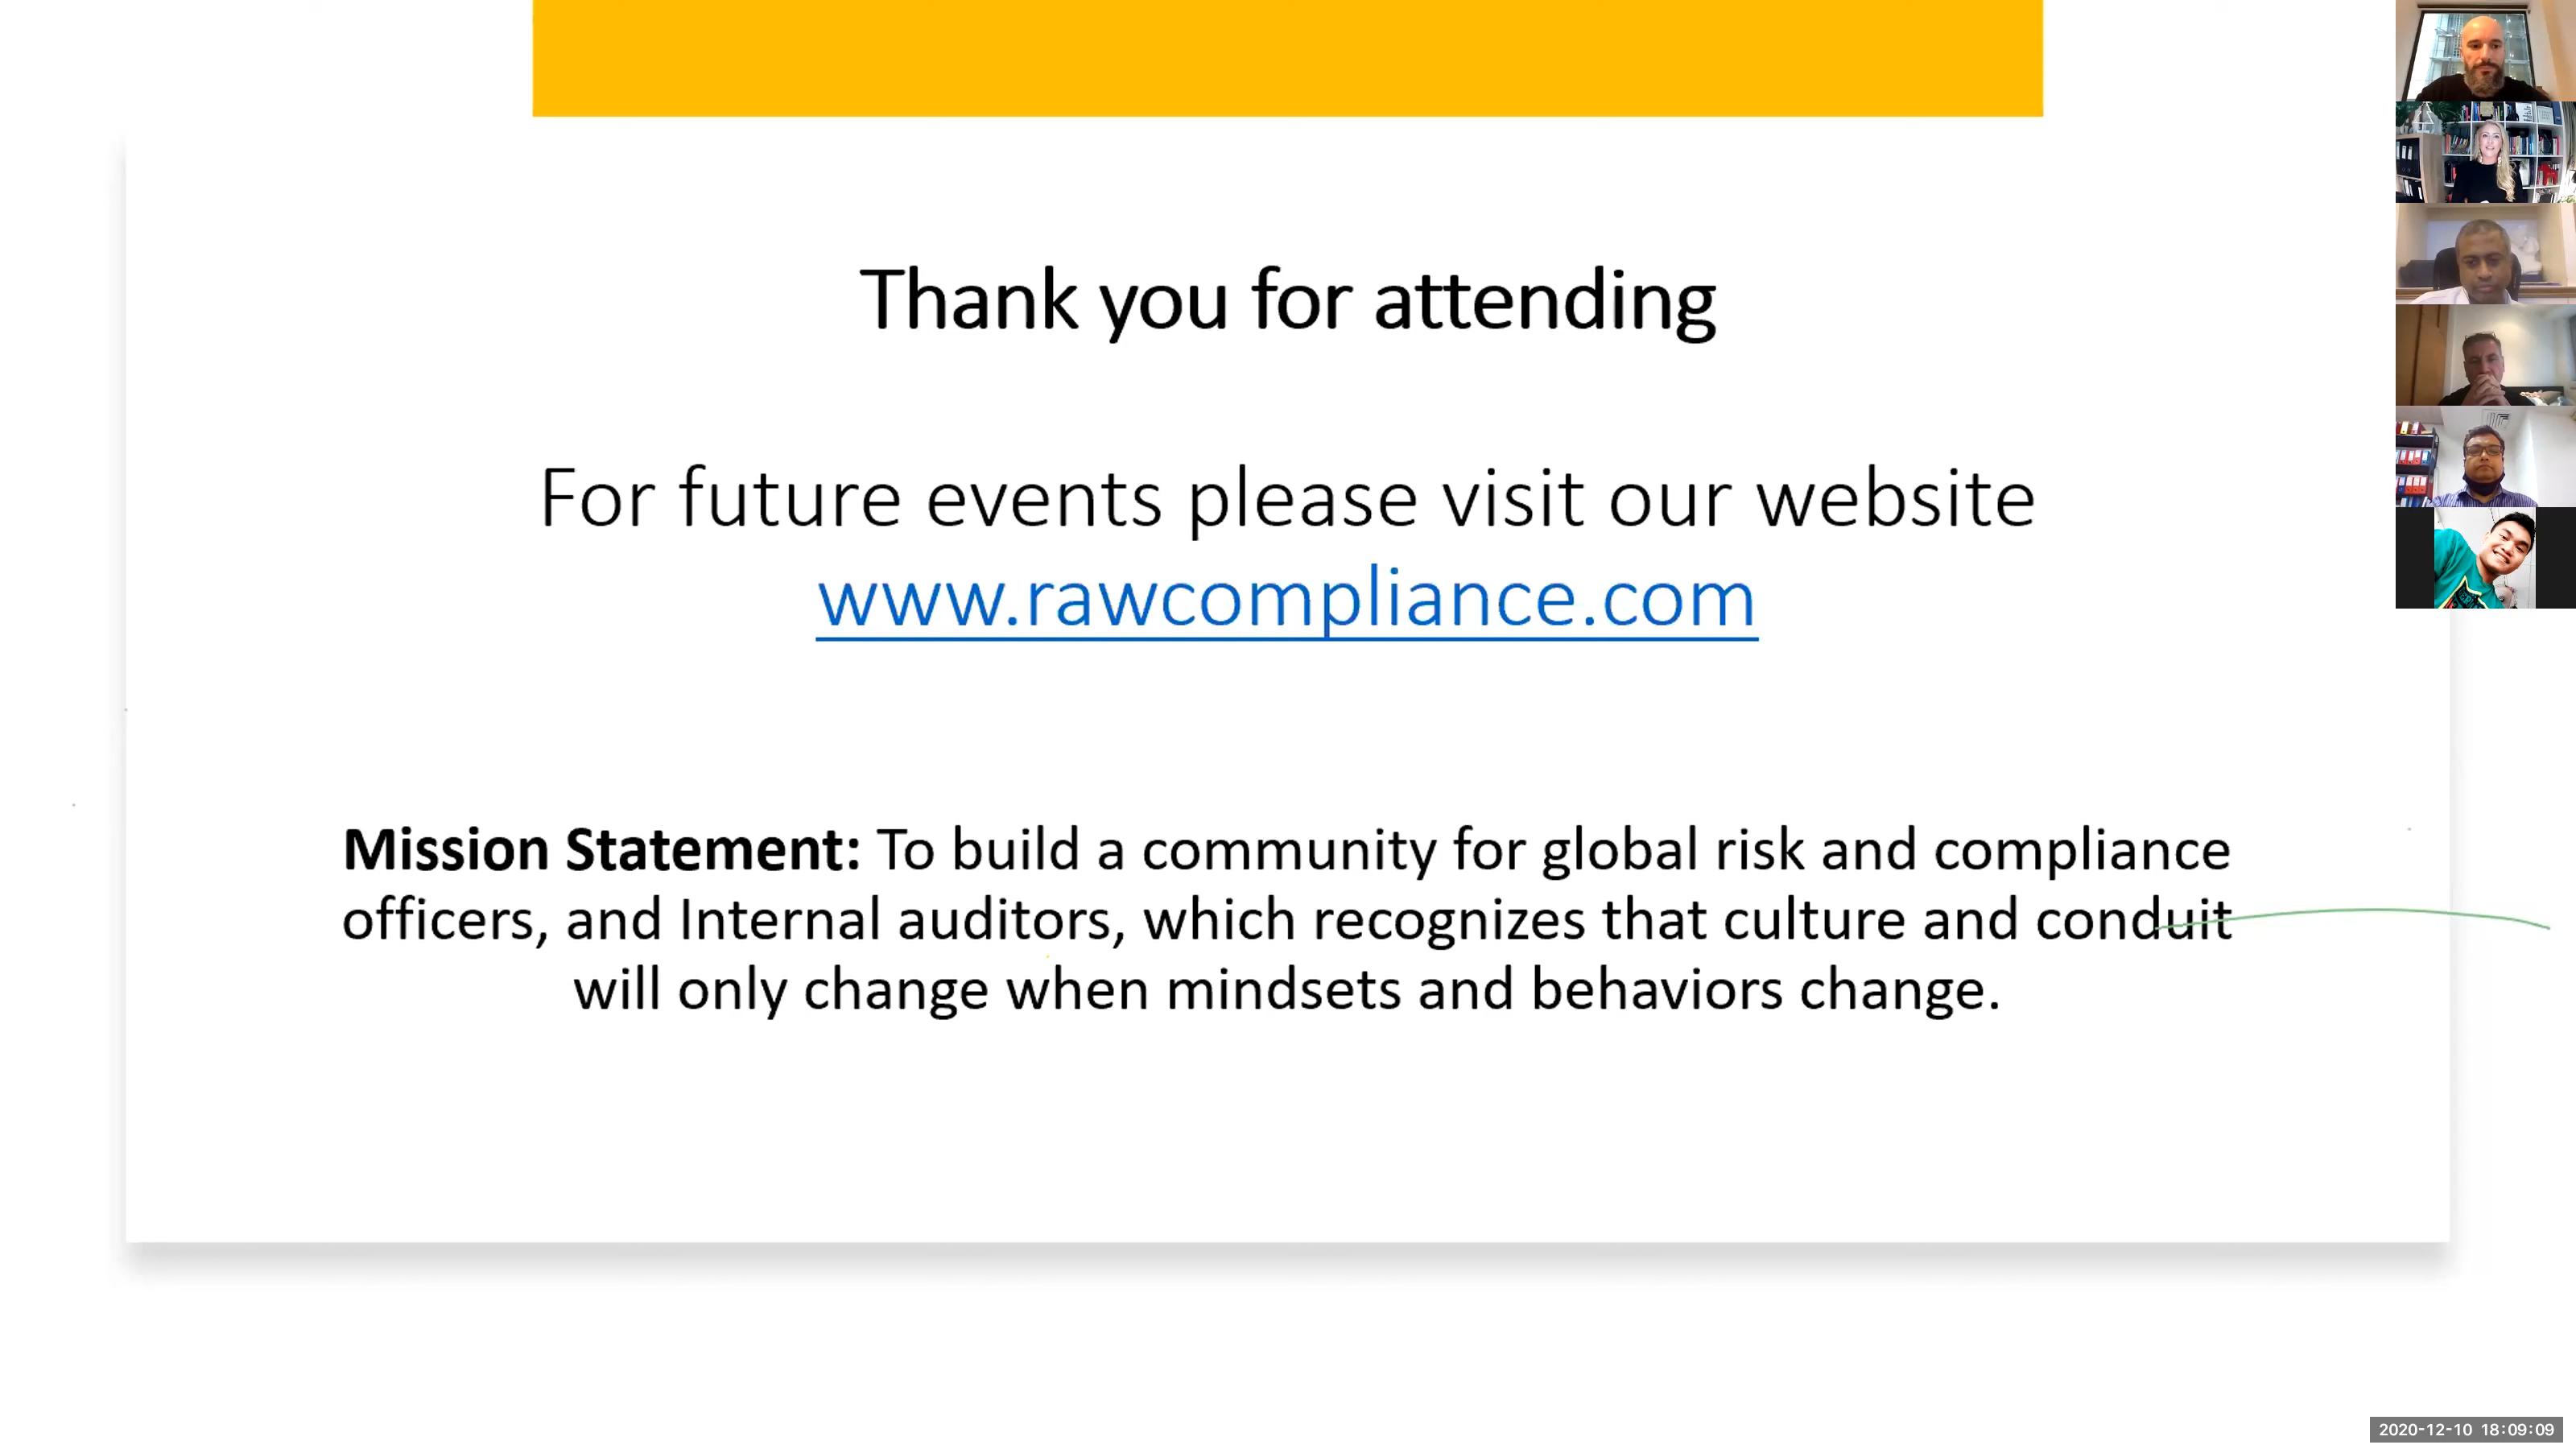 Thank you for attending
For future events please visit our website
www.rawcompliance.com
Mission Statement: To build a community for global risk and compliance
officers, and Internal auditors, which recognizes that culture and conduit
will only change when mindsets and behaviors change.
2020-12-10 18:09:09